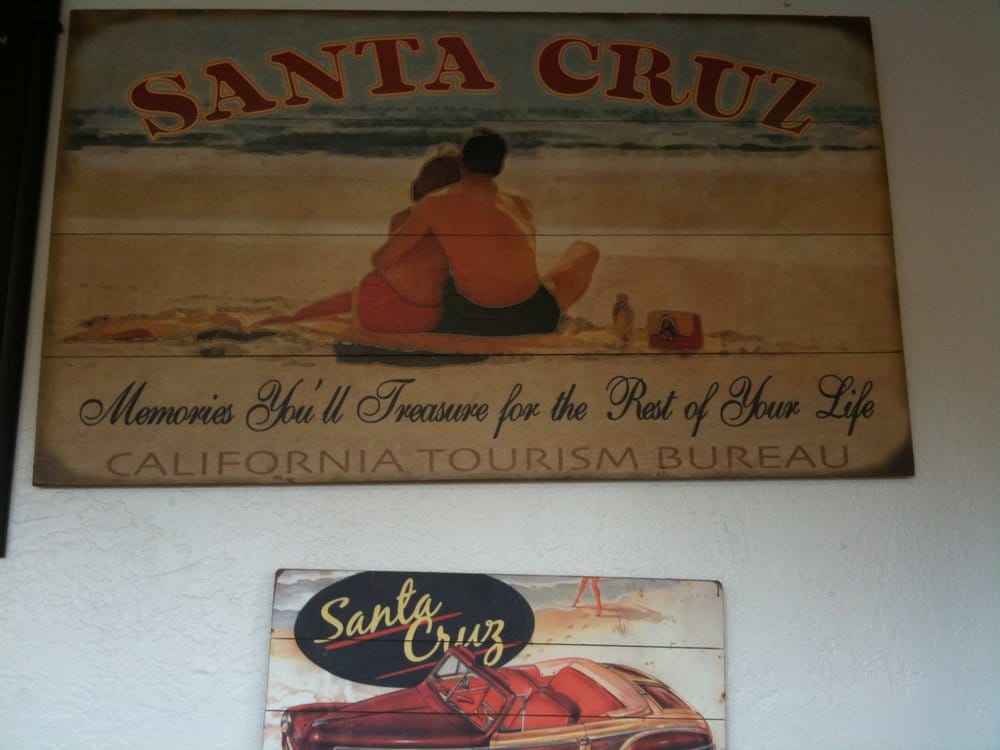 SANTA CRUZ
Memories You'll Treasure for the Rest of Your Life
CALIFORNIA TOURISM BUREAU
Santa
Cruz